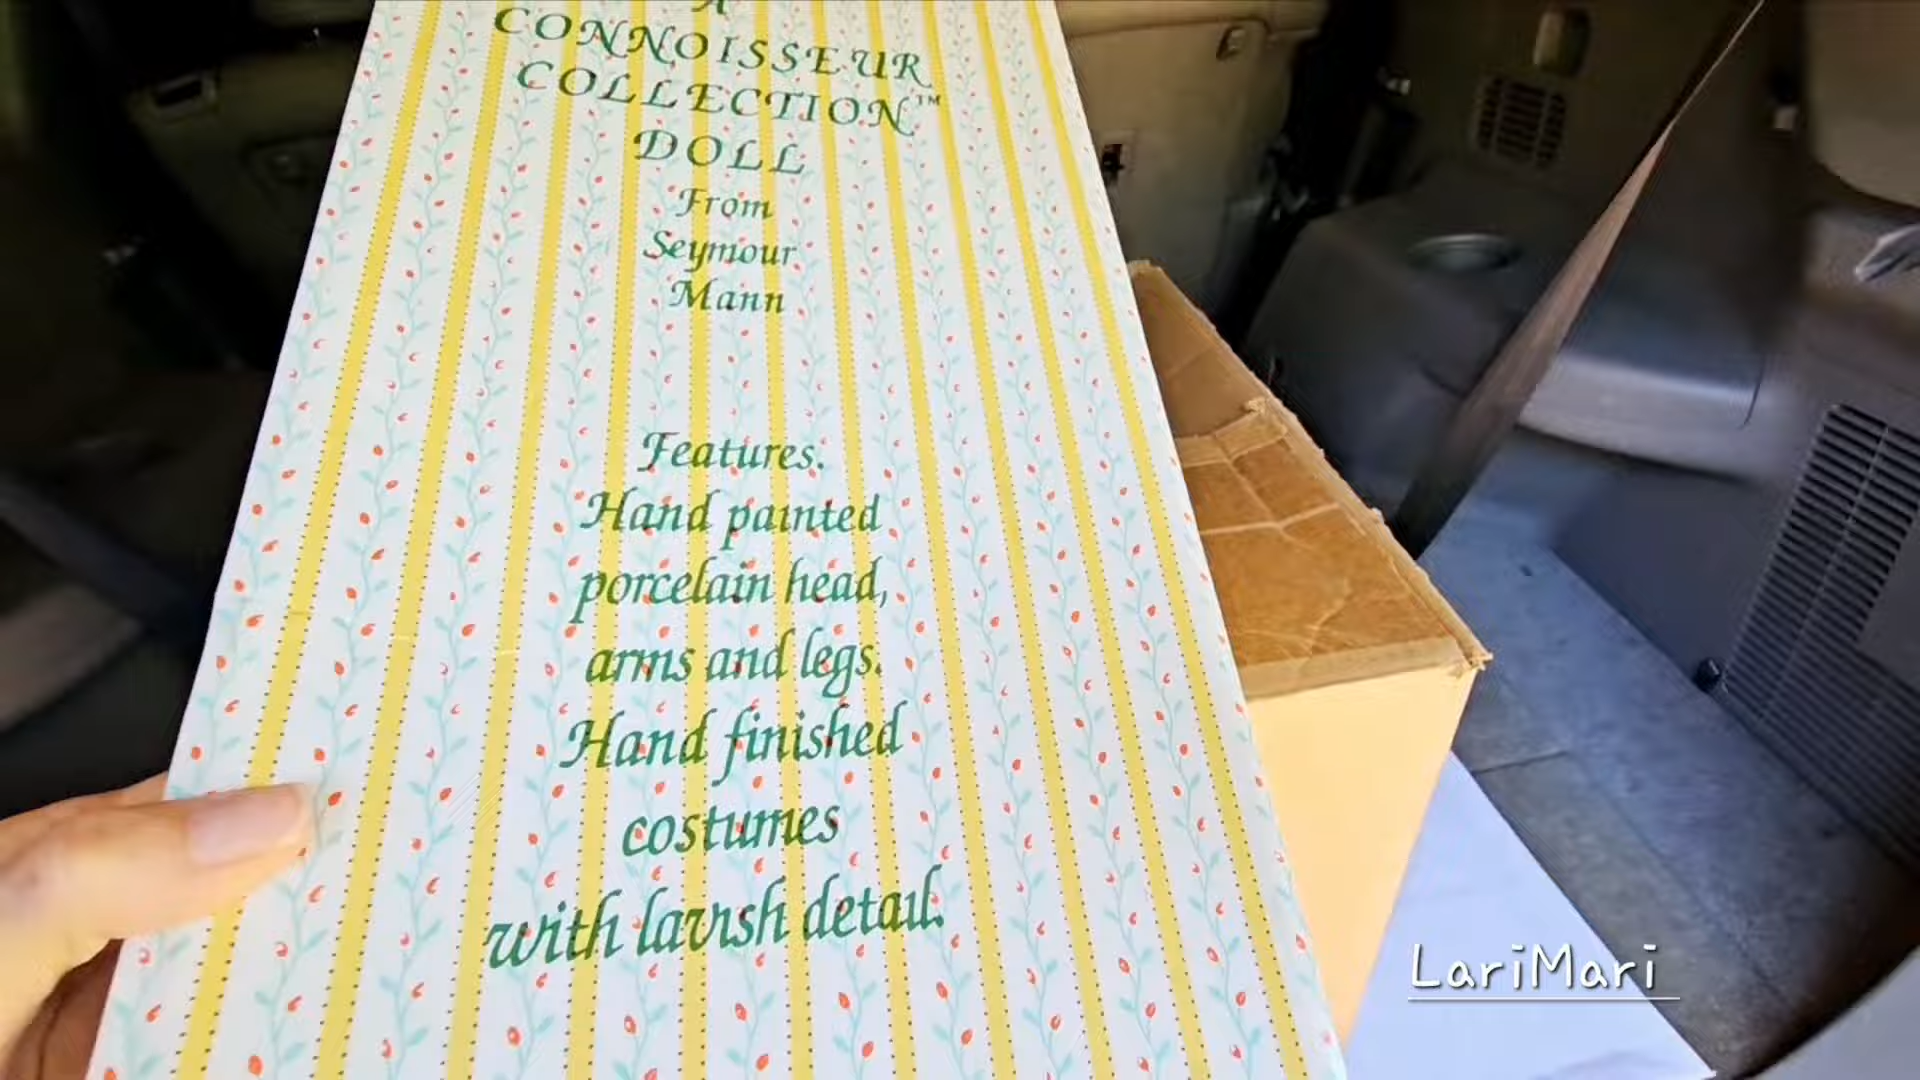 A
CONNOISSEUR
COLLECTION™
DOLL
From
Seymour
Mann
Features.
Hand painted
porcelain head,
arms and legs.
Hand finished
costumes
with lavish detail.
LariMari